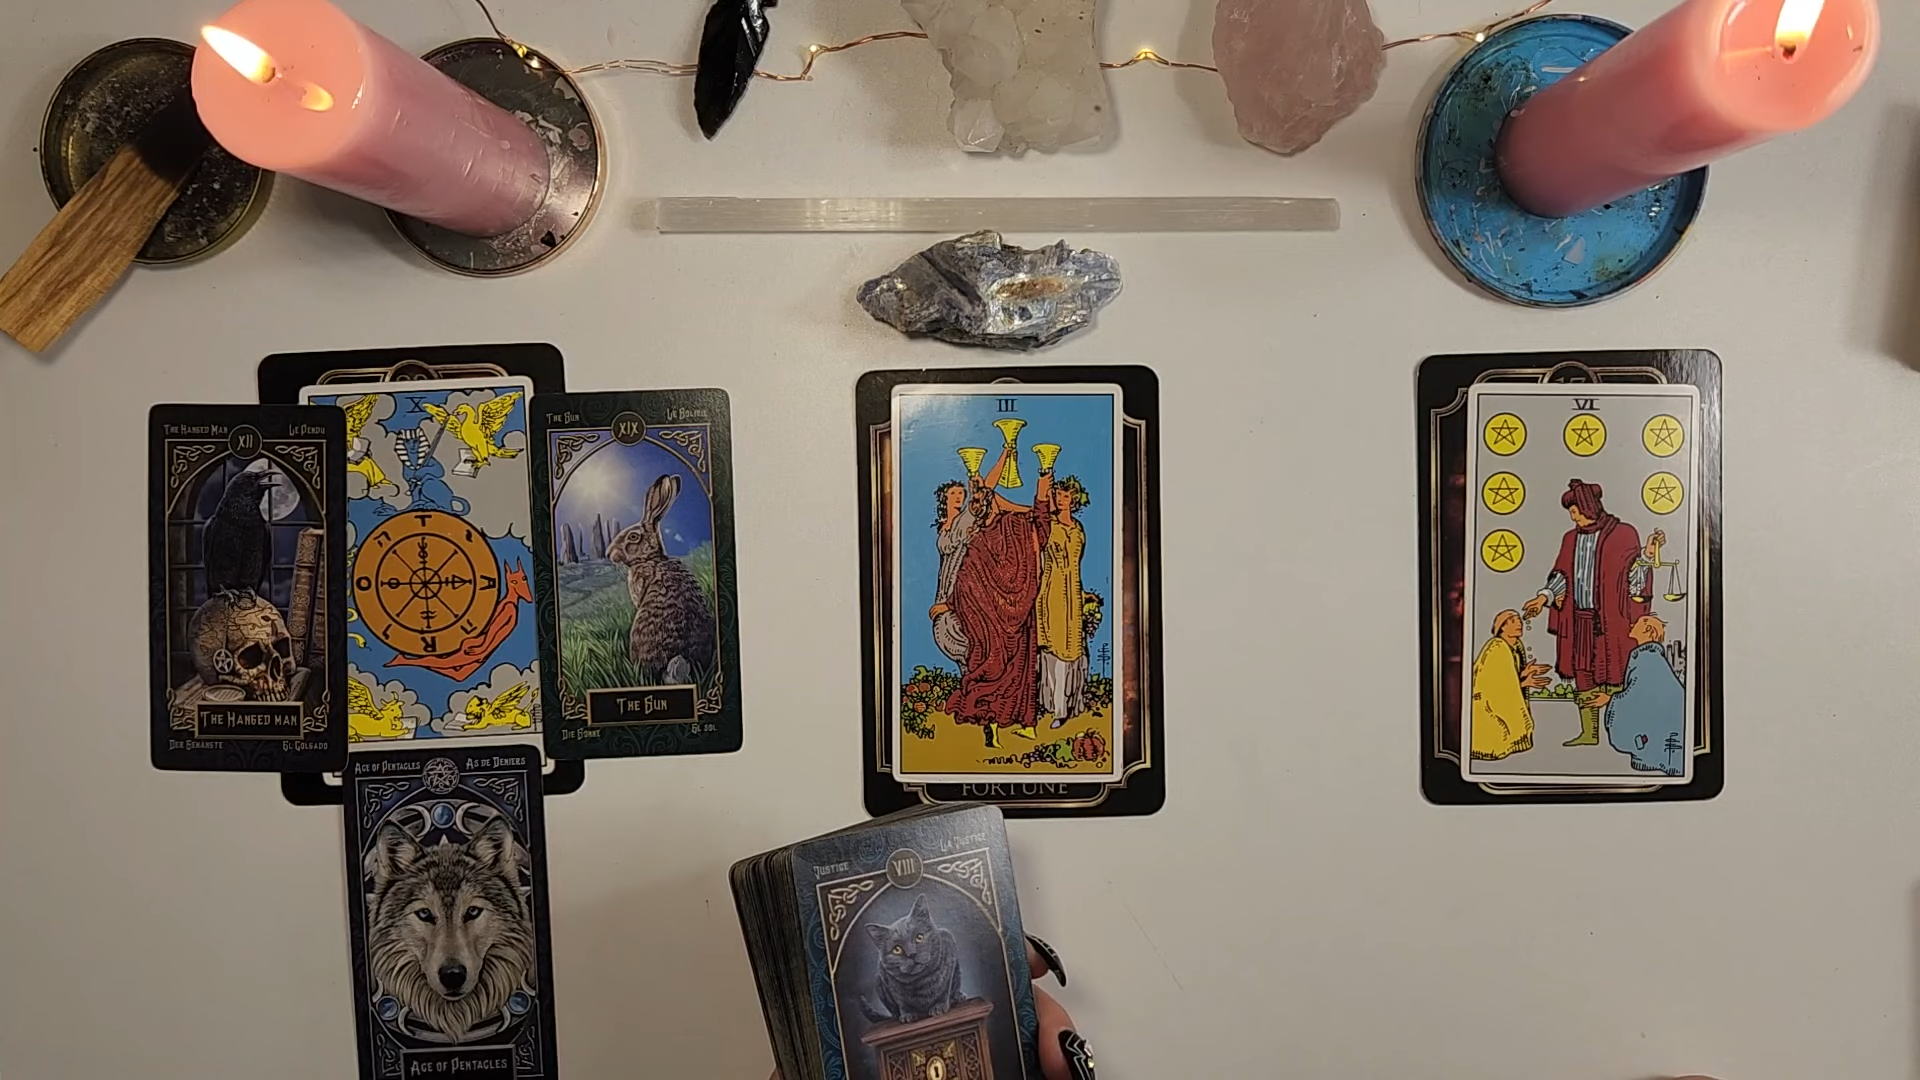 THE HANGED MAN
LE PENDU
XII
THE HANGED MAN
DER GEHÄNGTE
EL COLGADO
X
T
A
R
O
THE SUN
LE SOLEIL
XIX
THE SUN
DIE SONNE
EL SOL
ACE OF PENTACLES
AS DE DENIERS
ACE OF PENTACLES
III
FORTUNE
VI
JUSTICE
LA JUSTICE
VIII